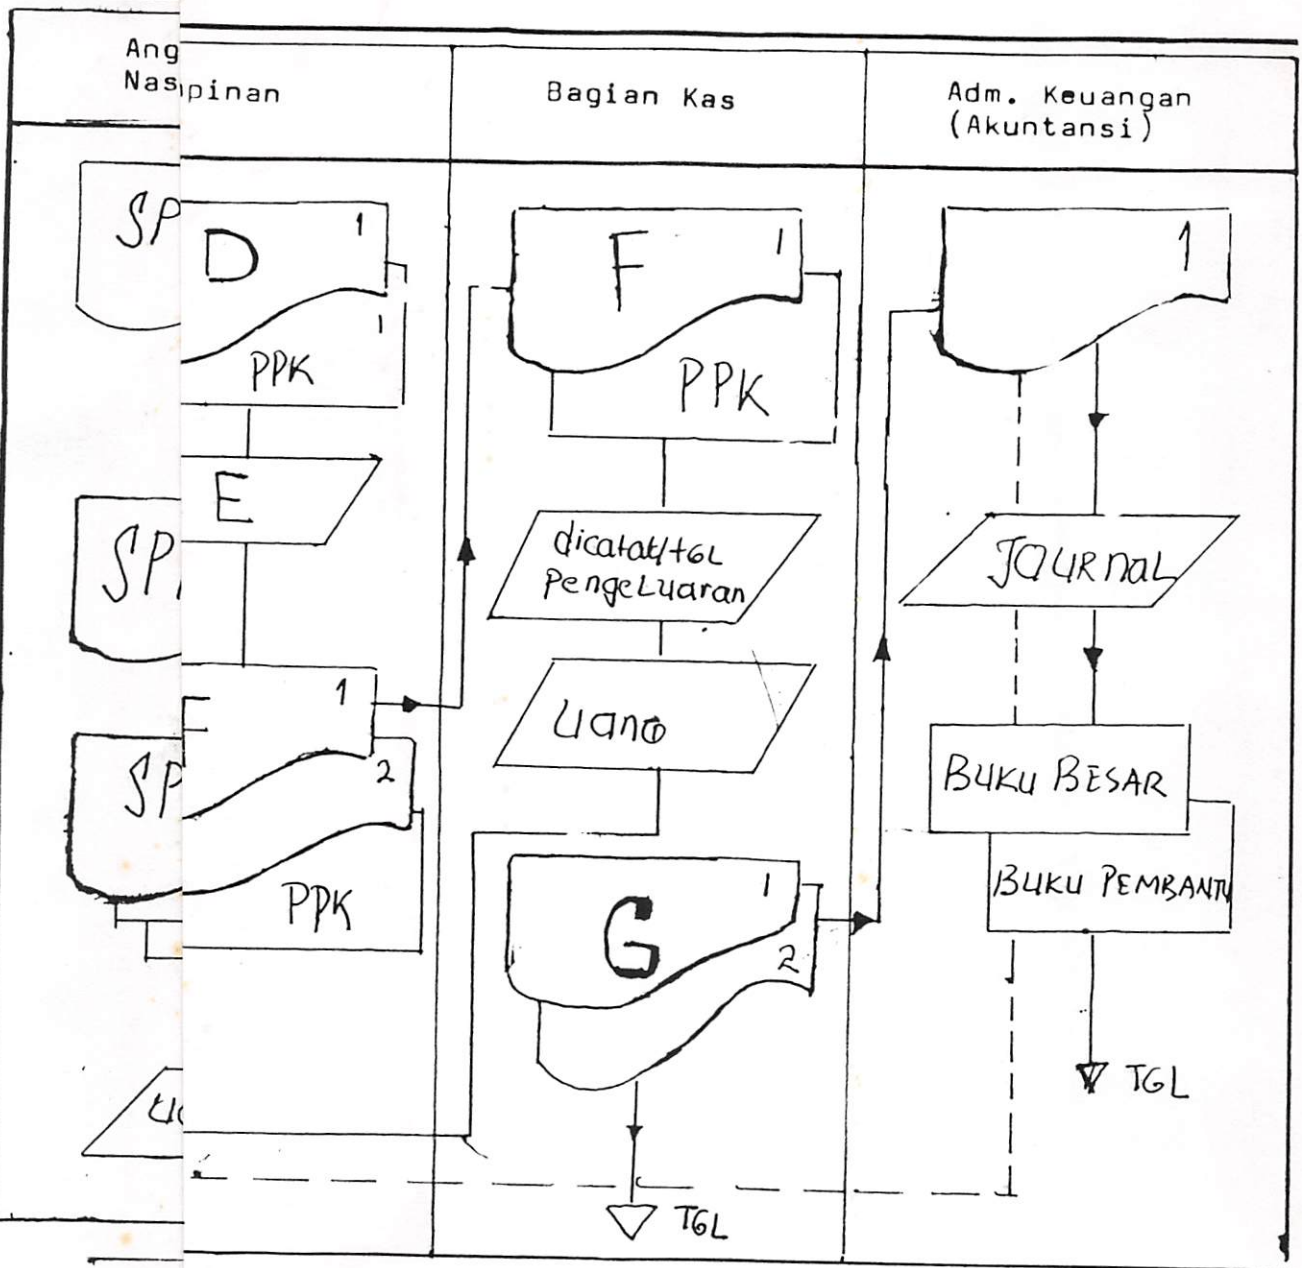 Ang
Nas
pinan
Bagian Kas
Adm. Keuangan
(Akuntansi)
SP
D
1
1
PPK
E
SP
1
2
SP
PPK
F
1
PPK
dicatat/tGL
PengeLuaran
uang
G
1
2
TGL
1
JOURnaL
BUKU BESAR
BUKU PEMBANTU
TGL